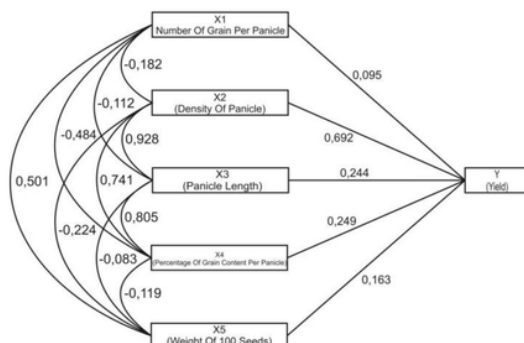 X1
Number Of Grain Per Panicle
-0,182
0,095
X2
(Density Of Panicle)
-0,112
-0,484
0,928
0,692
Y
(Yield)
0,501
0,741
X3
(Panicle Length)
0,244
-0,224
0,805
0,249
X4
(Percentage Of Grain Content Per Panicle)
-0,083
-0,119
0,163
X5
(Weight Of 100 Seeds)